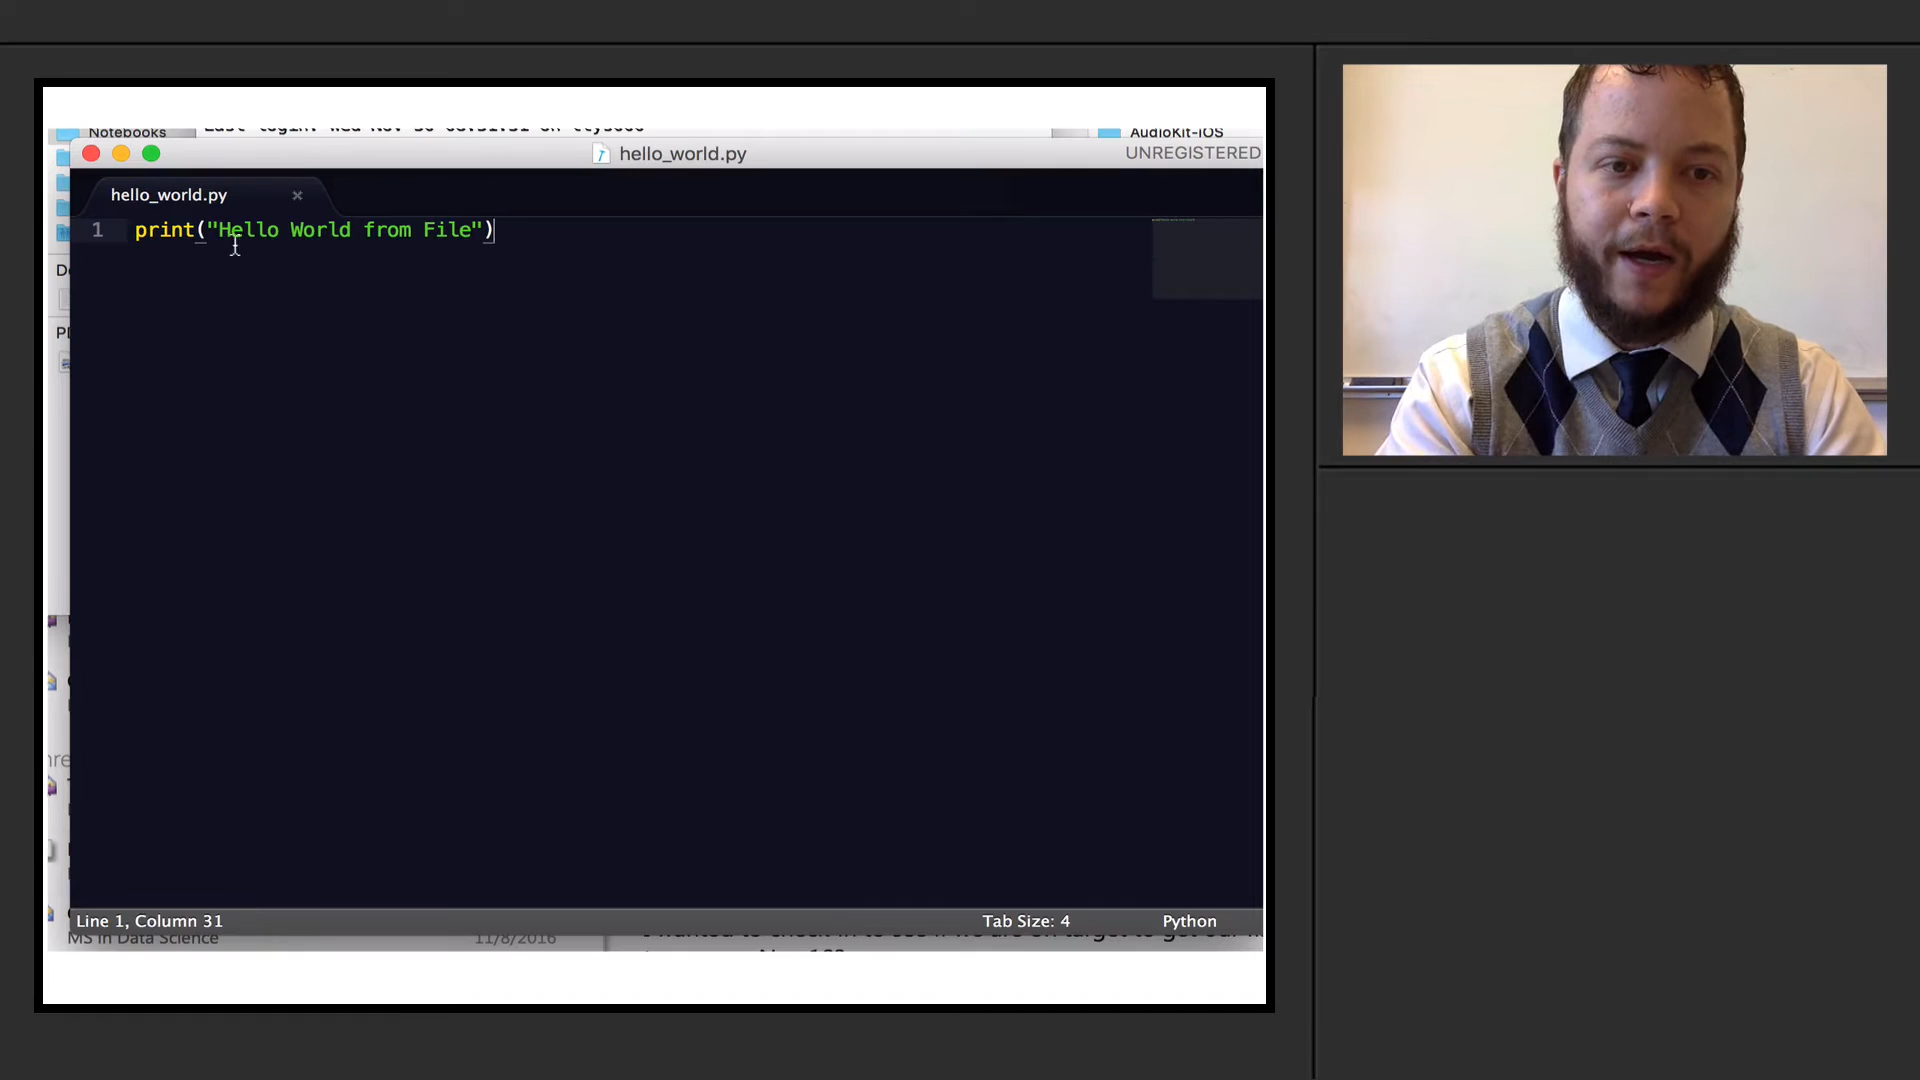 Notebooks
AudioKit-iOS
hello_world.py
UNREGISTERED
hello_world.py
1 print("Hello World from File")
Line 1, Column 31
Tab Size: 4
Python
MS in Data Science
11/8/2016